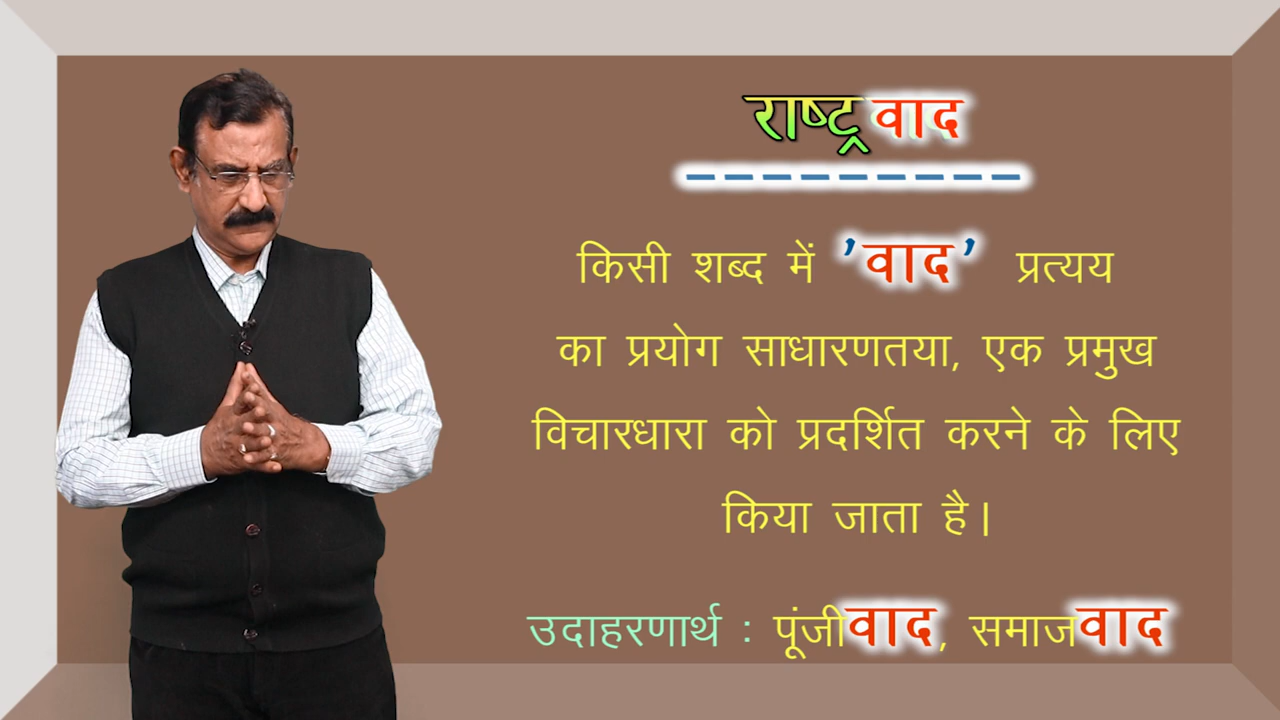 राष्ट्रवाद
---------
किसी शब्द में ’वाद’ प्रत्यय
का प्रयोग साधारणतया, एक प्रमुख
विचारधारा को प्रदर्शित करने के लिए
किया जाता है।
उदाहरणार्थ : पूंजीवाद, समाजवाद